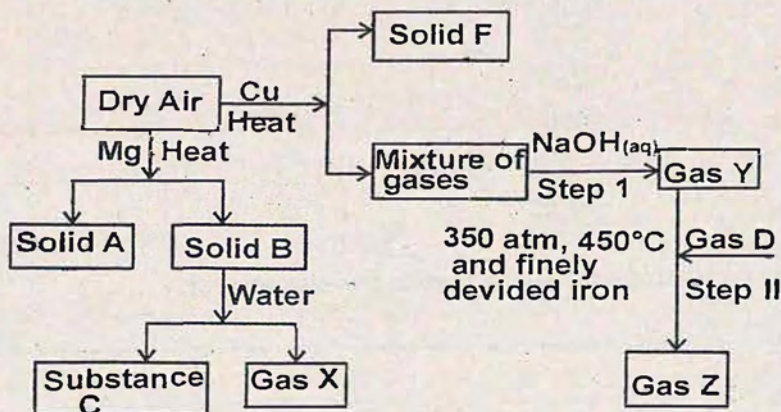 Solid F
Dry Air
Cu
Heat
Mg Heat
Mixture of
gases
NaOH(aq)
Step 1
Gas Y
Solid A
Solid B
350 atm, 450°C
and finely
devided iron
Gas D
Step II
Water
Substance
C
Gas X
Gas Z